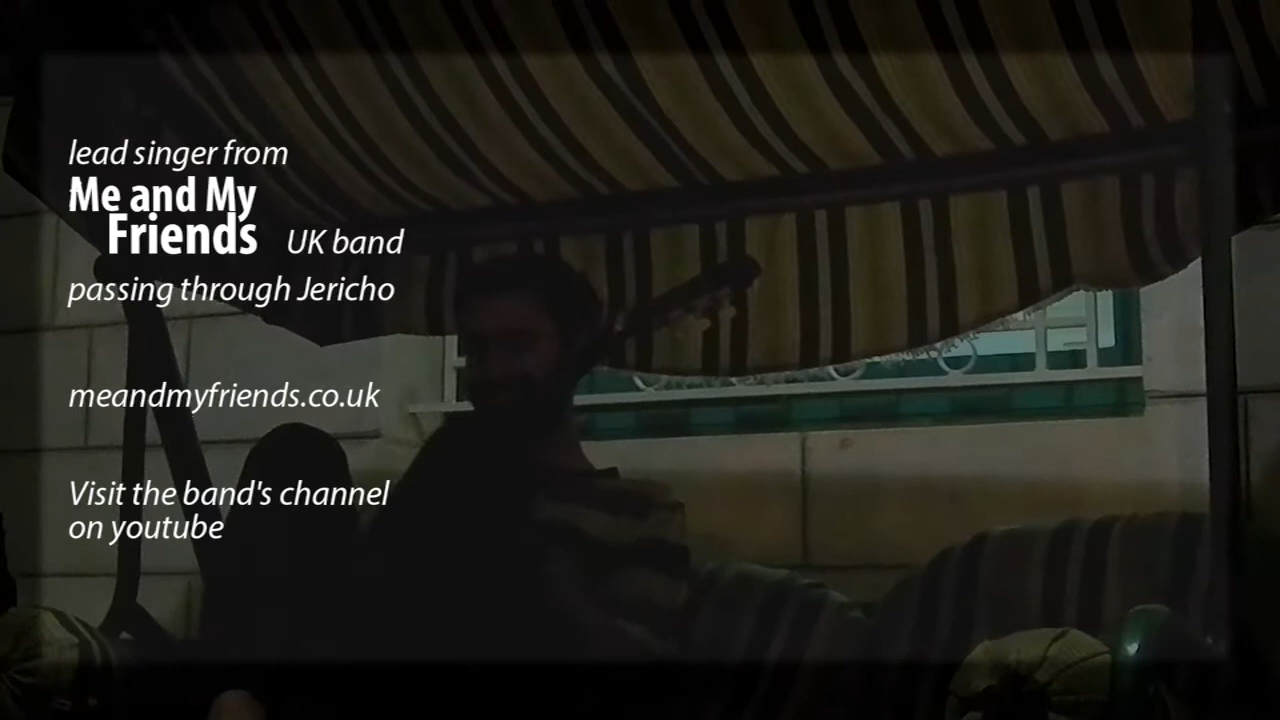 lead singer from
Me and My
Friends UK band
passing through Jericho
meandmyfriends.co.uk
Visit the band's channel
on youtube